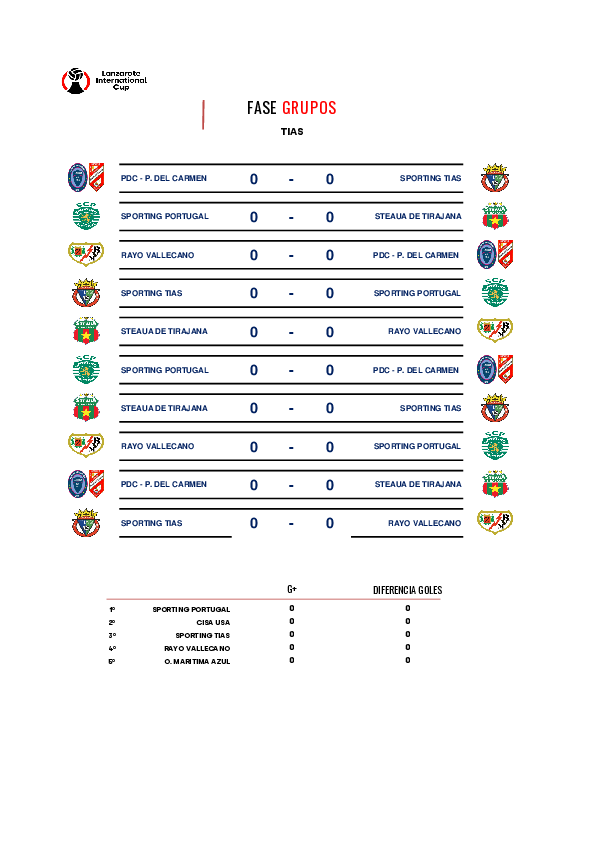 Lanzarote
International
Cup
FASE GRUPOS
TIAS
PDC - P. DEL CARMEN 0 - 0 SPORTING TIAS
SPORTING PORTUGAL 0 - 0 STEAUA DE TIRAJANA
RAYO VALLECANO 0 - 0 PDC - P. DEL CARMEN
SPORTING TIAS 0 - 0 SPORTING PORTUGAL
STEAUA DE TIRAJANA 0 - 0 RAYO VALLECANO
SPORTING PORTUGAL 0 - 0 PDC - P. DEL CARMEN
STEAUA DE TIRAJANA 0 - 0 SPORTING TIAS
RAYO VALLECANO 0 - 0 SPORTING PORTUGAL
PDC - P. DEL CARMEN 0 - 0 STEAUA DE TIRAJANA
SPORTING TIAS 0 - 0 RAYO VALLECANO
G+ DIFERENCIA GOLES
1º SPORTING PORTUGAL 0 0
2º CISA USA 0 0
3º SPORTING TIAS 0 0
4º RAYO VALLECANO 0 0
5º O. MARITIMA AZUL 0 0